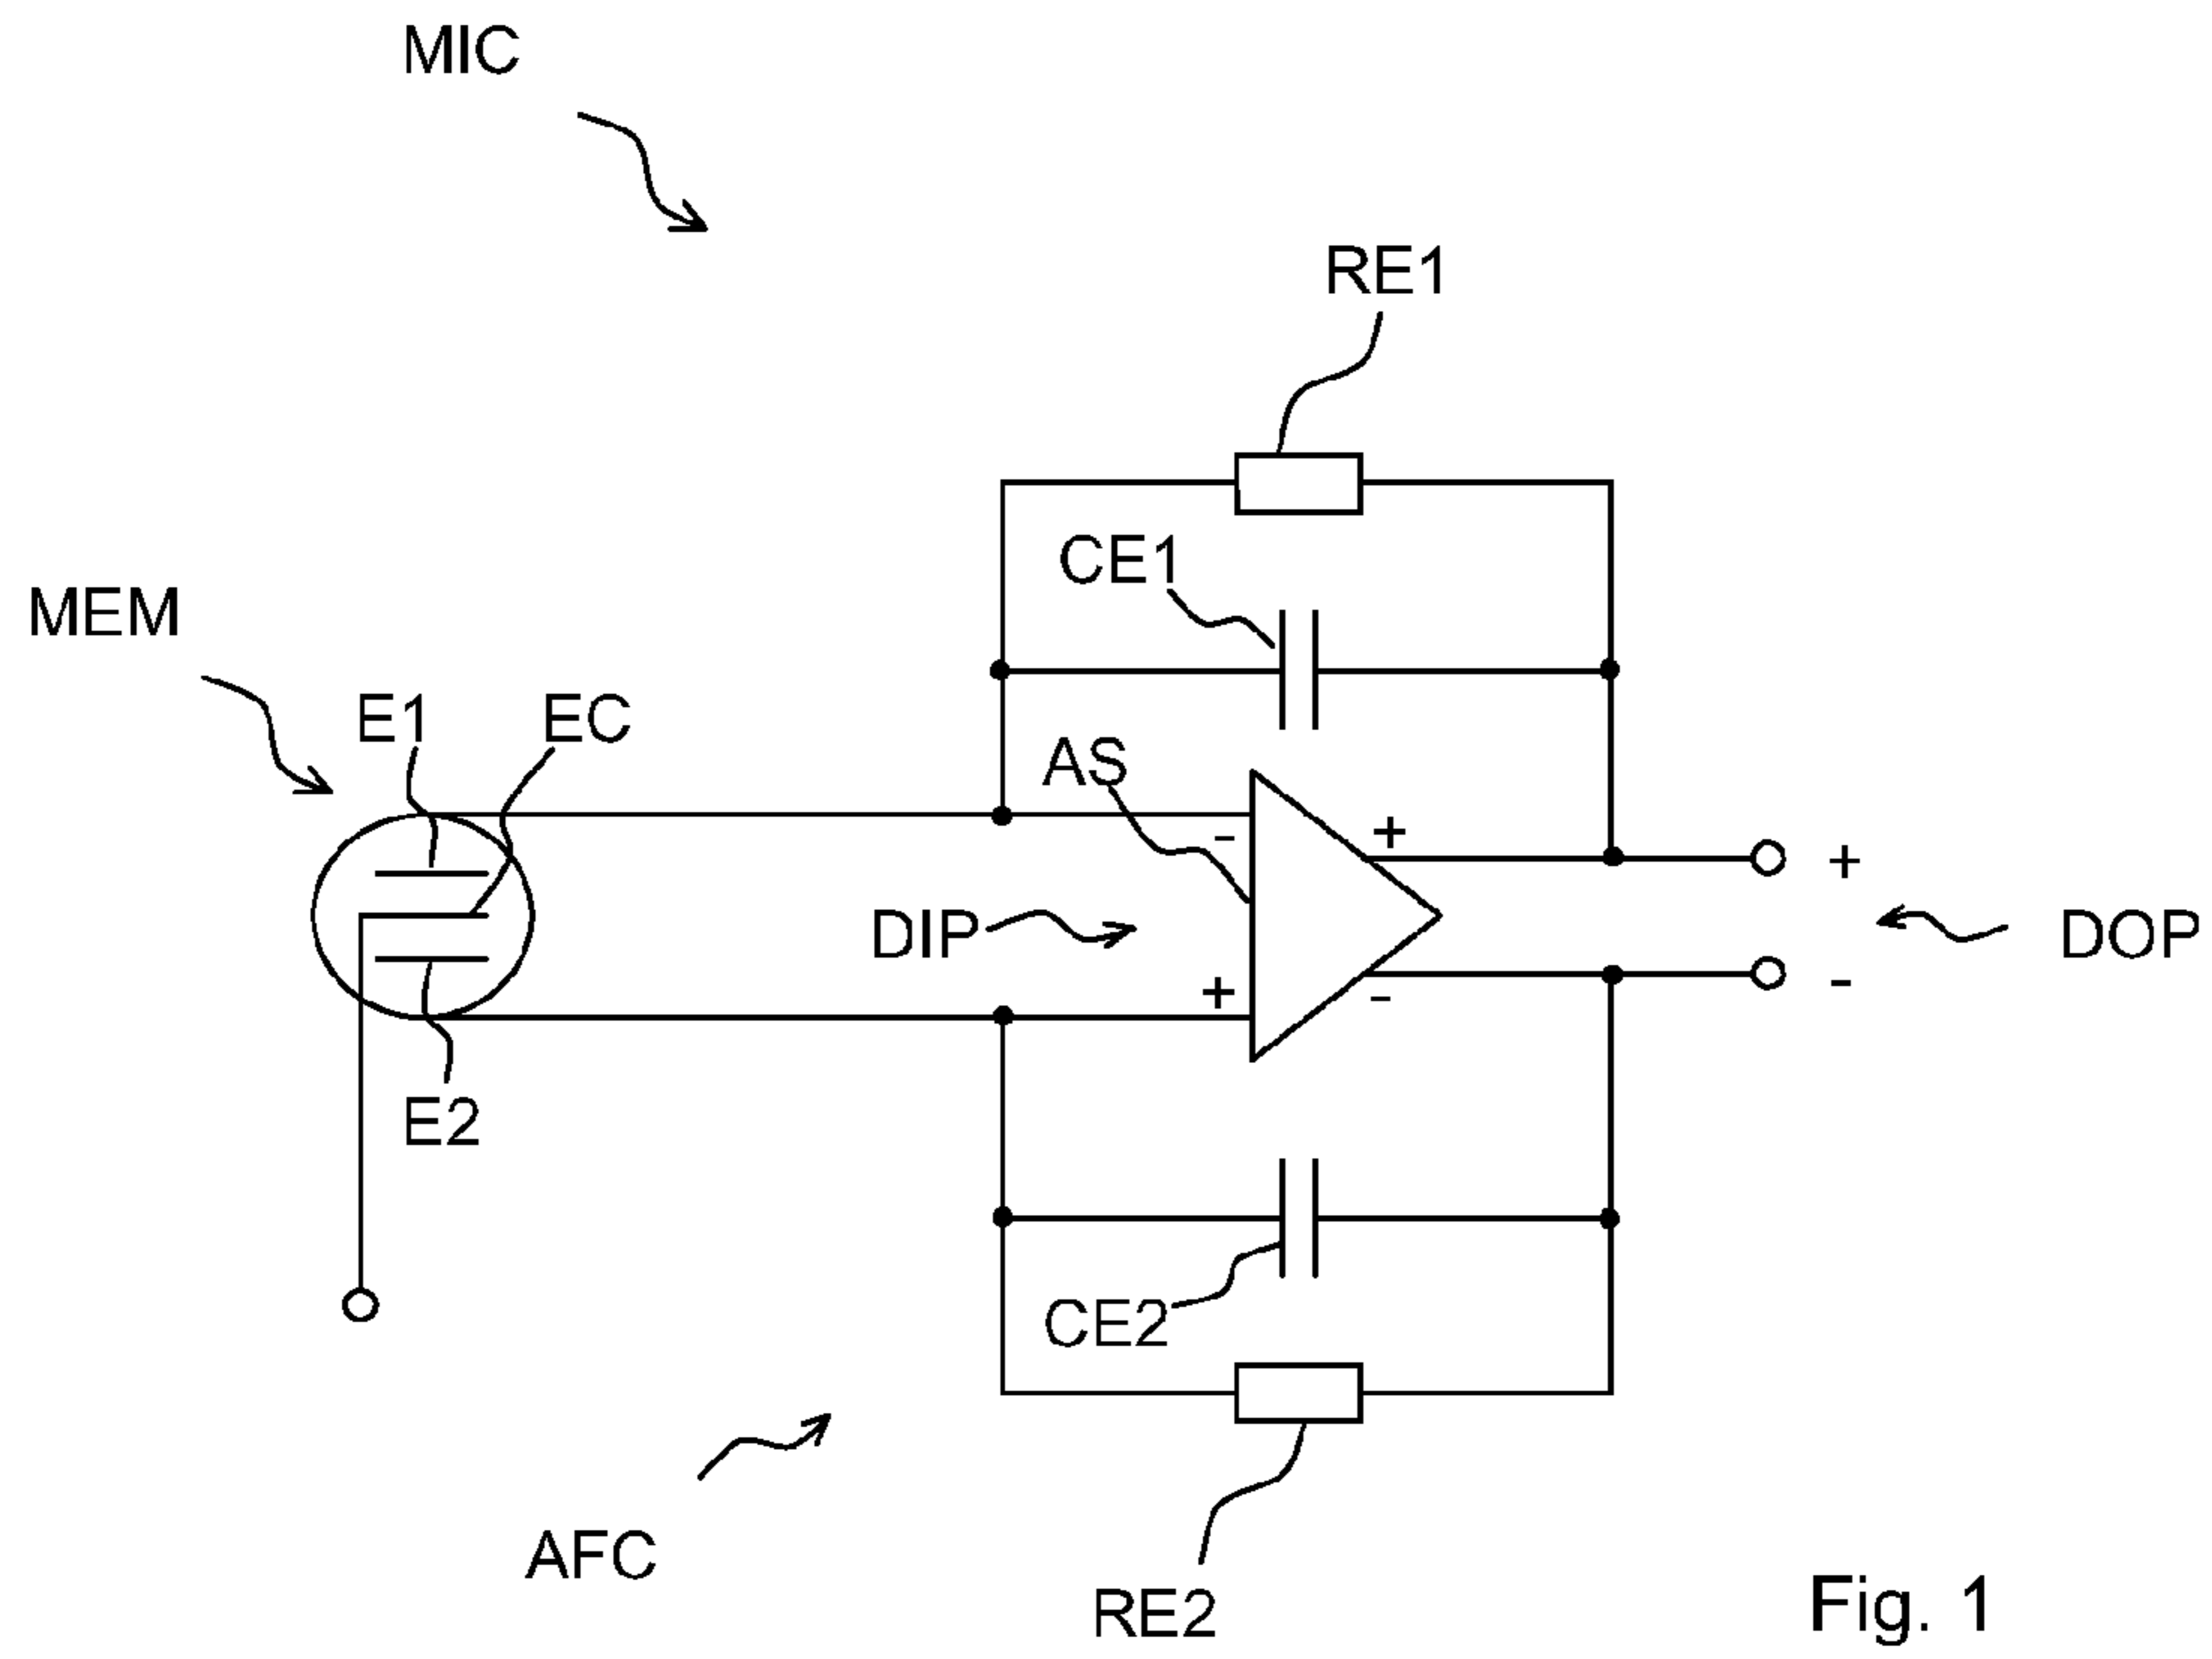 MIC
RE1
CE1
MEM
E1 EC
AS
-
+
+
DIP
DOP
+
-
-
E2
CE2
AFC
RE2
Fig. 1